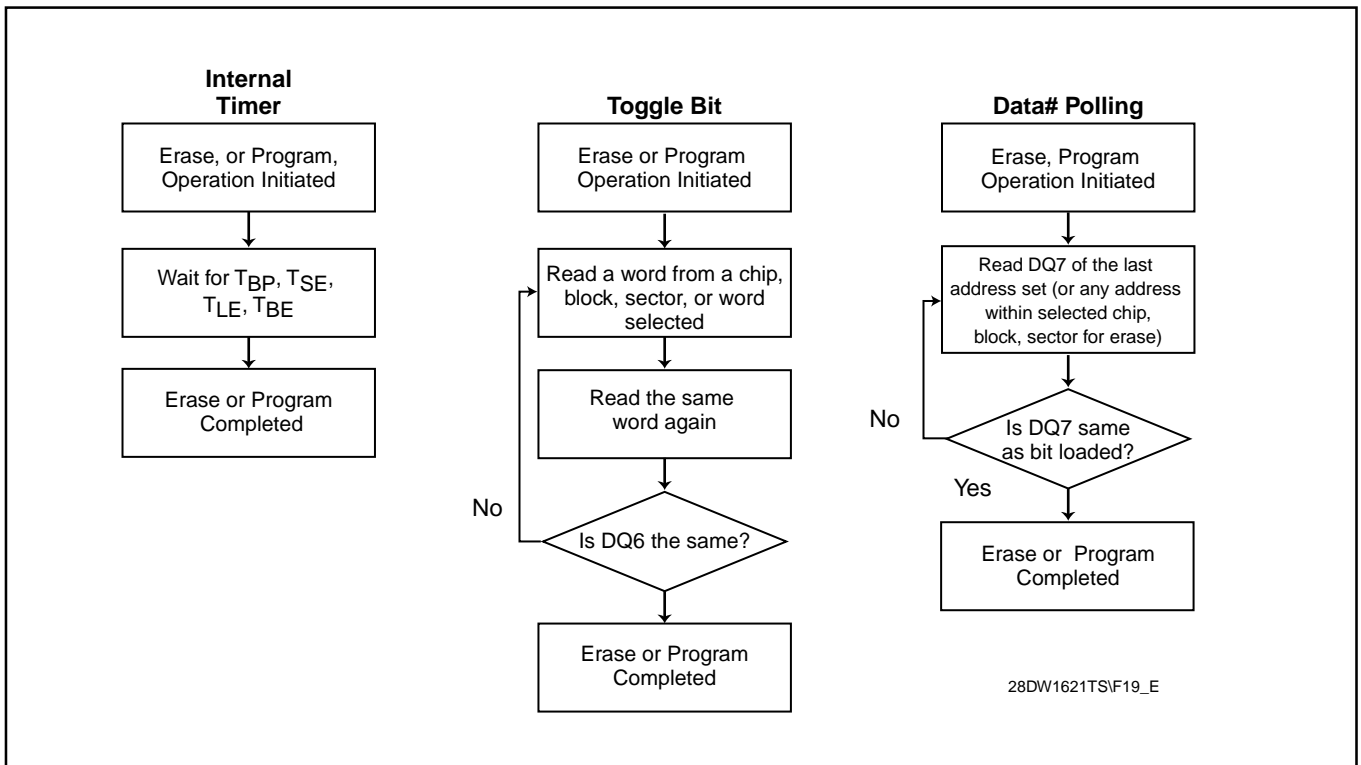 Internal
Timer
Erase, or Program,
Operation Initiated
Wait for TBP, TSE,
TLE, TBE
Erase or Program
Completed
Toggle Bit
Erase or Program
Operation Initiated
Read a word from a chip,
block, sector, or word
selected
Read the same
word again
No
Is DQ6 the same?
Erase or Program
Completed
Data# Polling
Erase, Program
Operation Initiated
Read DQ7 of the last
address set (or any address
within selected chip,
block, sector for erase)
No
Is DQ7 same
as bit loaded?
Yes
Erase or Program
Completed
28DW1621TS\F19_E